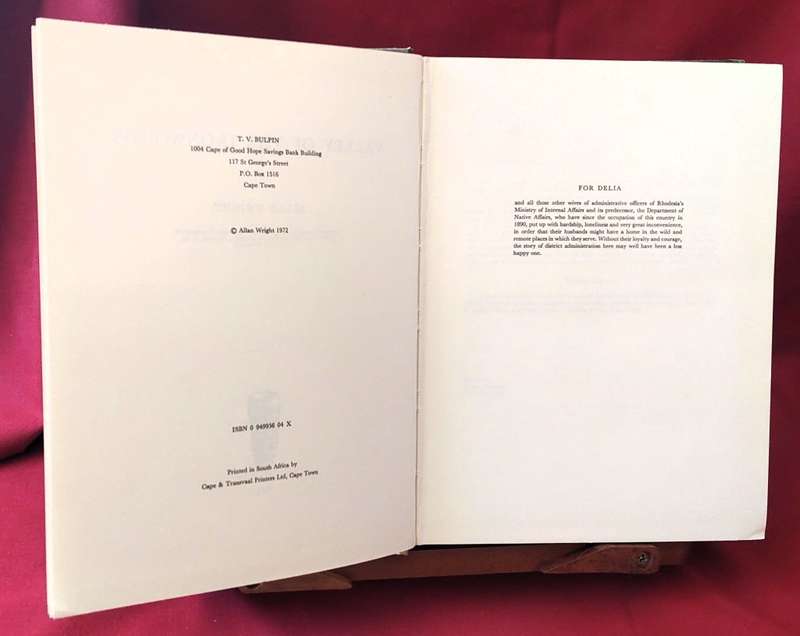 T. V. BULPIN
1004 Cape of Good Hope Savings Bank Building
117 St George's Street
P.O. Box 1516
Cape Town
© Allan Wright 1972
ISBN 0 949956 04 X
Printed in South Africa by
Cape & Transvaal Printers Ltd, Cape Town
FOR DELIA
and all those other wives of administrative officers of Rhodesia's
Ministry of Internal Affairs and its predecessor, the Department of
Native Affairs, who have since the occupation of this country in
1890, put up with hardship, loneliness and very great inconvenience,
in order that their husbands might have a home in the wild and
remote places in which they serve. Without their loyalty and courage,
the story of district administration here may well have been a less
happy one.